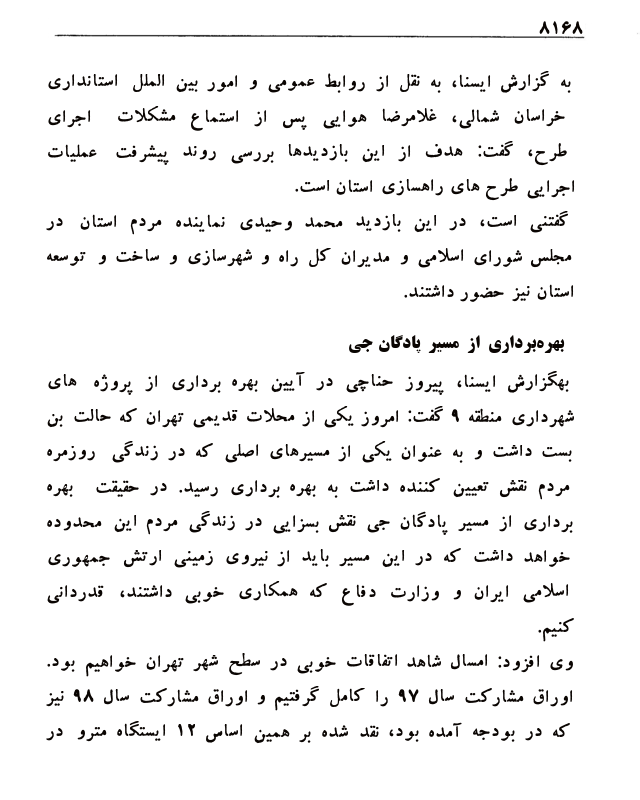 ۸۱۶۸
به گزارش ایسنا، به نقل از روابط عمومی و امور بین الملل استانداری
خراسان شمالی، غلامرضا هوایی پس از استماع مشکلات اجرای
طرح، گفت: هدف از این بازدیدها بررسی روند پیشرفت عملیات
اجرایی طرح های راهسازی استان است.
گفتنی است، در این بازدید محمد وحیدی نماینده مردم استان در
مجلس شورای اسلامی و مدیران کل راه و شهرسازی و ساخت و توسعه
استان نیز حضور داشتند.
بهره‌برداری از مسیر پادگان جی
بهگزارش ایسنا، پیروز حناچی در آیین بهره برداری از پروژه های
شهرداری منطقه ۹ گفت: امروز یکی از محلات قدیمی تهران که حالت بن
بست داشت و به عنوان یکی از مسیرهای اصلی که در زندگی روزمره
مردم نقش تعیین کننده داشت به بهره برداری رسید. در حقیقت بهره
برداری از مسیر پادگان جی نقش بسزایی در زندگی مردم این محدوده
خواهد داشت که در این مسیر باید از نیروی زمینی ارتش جمهوری
اسلامی ایران و وزارت دفاع که همکاری خوبی داشتند، قدردانی
کنیم.
وی افزود: امسال شاهد اتفاقات خوبی در سطح شهر تهران خواهیم بود.
اوراق مشارکت سال ۹۷ را کامل گرفتیم و اوراق مشارکت سال ۹۸ نیز
که در بودجه آمده بود، نقد شده بر همین اساس ۱۲ ایستگاه مترو در